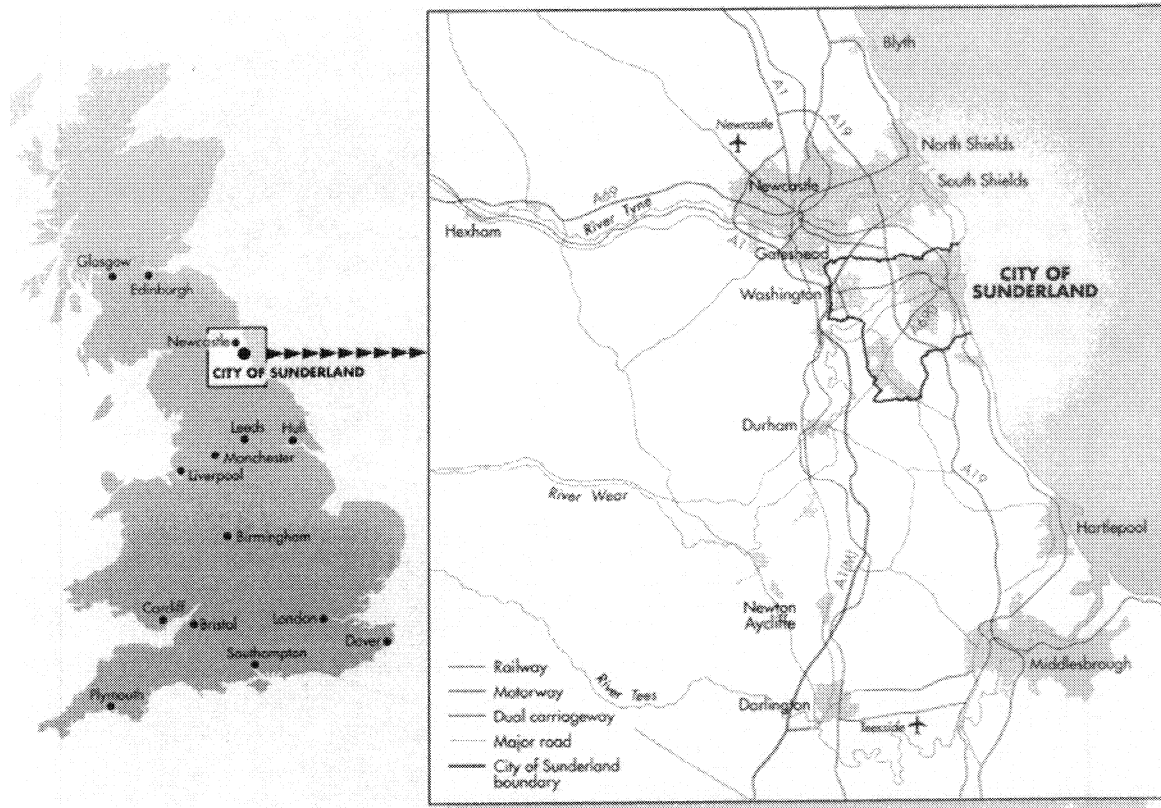 Glasgow
Edinburgh
Newcastle
CITY OF SUNDERLAND
Leeds
Hull
Manchester
Liverpool
Birmingham
Cardiff
Bristol
London
Dover
Southampton
Plymouth
Blyth
A1
A19
Newcastle
North Shields
Newcastle
South Shields
A69
River Tyne
Hexham
A1
Gateshead
CITY OF
SUNDERLAND
Washington
A690
Durham
A19
River Wear
Hartlepool
A1(M)
Newton
Aycliffe
Middlesbrough
River Tees
Darlington
Teesside
Railway
Motorway
Dual carriageway
Major road
City of Sunderland
boundary